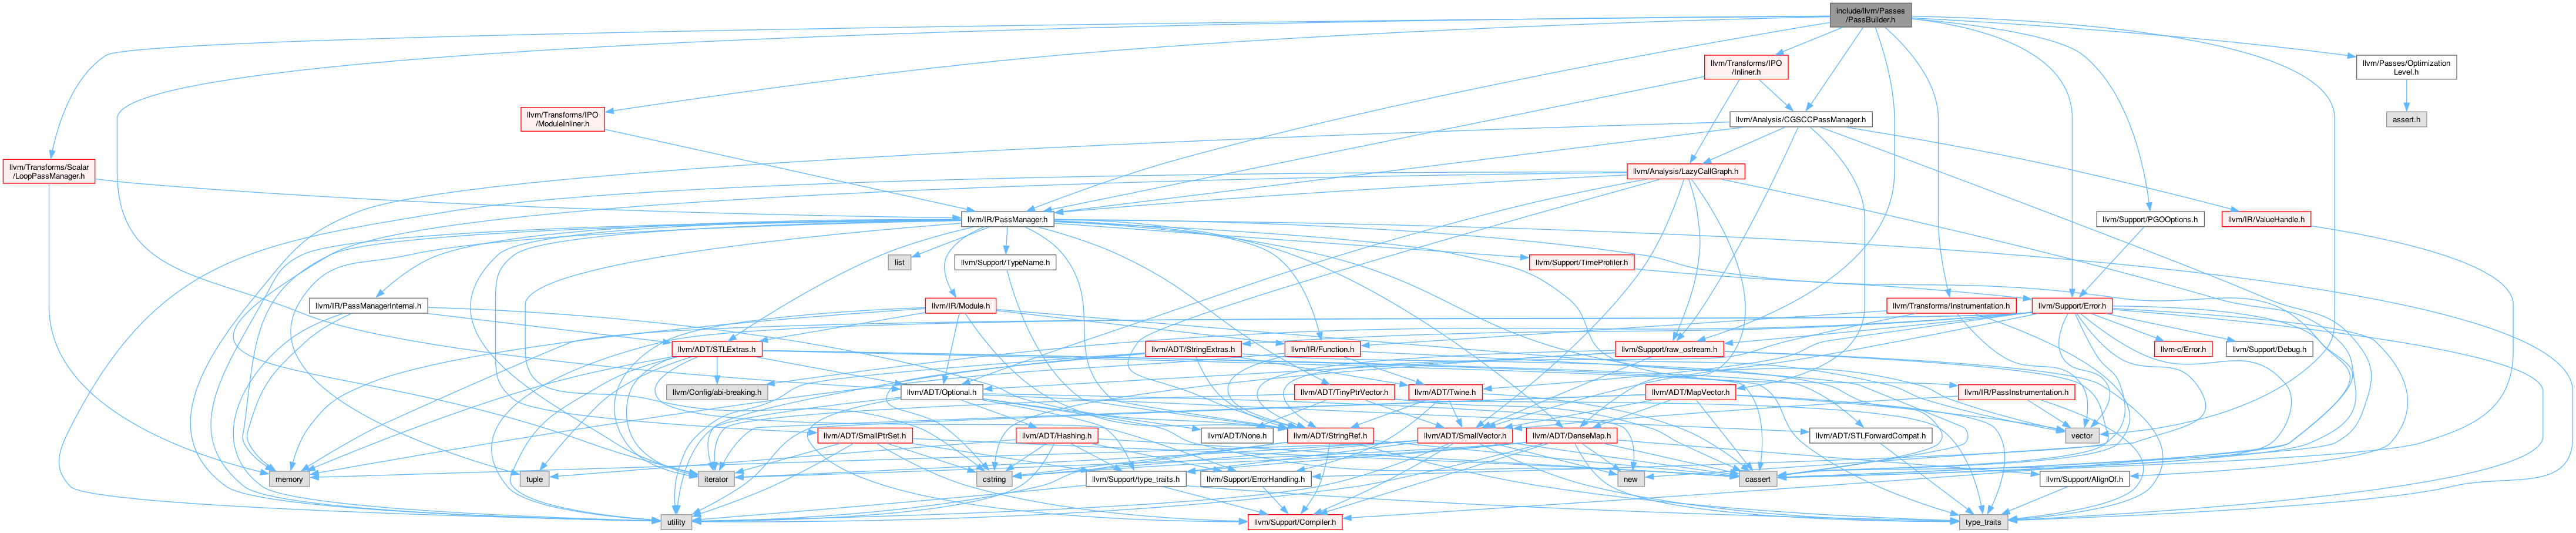 include/llvm/Passes
/PassBuilder.h
llvm/Transforms/IPO
/Inliner.h
llvm/Passes/Optimization
Level.h
llvm/Transforms/IPO
/ModuleInliner.h
llvm/Analysis/CGSCCPassManager.h
assert.h
llvm/Transforms/Scalar
/LoopPassManager.h
llvm/Analysis/LazyCallGraph.h
llvm/IR/PassManager.h
llvm/Support/PGOOptions.h
llvm/IR/ValueHandle.h
list
llvm/Support/TypeName.h
llvm/Support/TimeProfiler.h
llvm/IR/PassManagerInternal.h
llvm/IR/Module.h
llvm/Transforms/Instrumentation.h
llvm/Support/Error.h
llvm/ADT/STLExtras.h
llvm/ADT/StringExtras.h
llvm/IR/Function.h
llvm/Support/raw_ostream.h
llvm-c/Error.h
llvm/Support/Debug.h
llvm/Config/abi-breaking.h
llvm/ADT/Optional.h
llvm/ADT/TinyPtrVector.h
llvm/ADT/Twine.h
llvm/ADT/MapVector.h
llvm/IR/PassInstrumentation.h
llvm/ADT/SmallPtrSet.h
llvm/ADT/Hashing.h
llvm/ADT/None.h
llvm/ADT/StringRef.h
llvm/ADT/SmallVector.h
llvm/ADT/DenseMap.h
llvm/ADT/STLForwardCompat.h
vector
memory
tuple
iterator
cstring
llvm/Support/type_traits.h
llvm/Support/ErrorHandling.h
new
cassert
llvm/Support/AlignOf.h
utility
llvm/Support/Compiler.h
type_traits